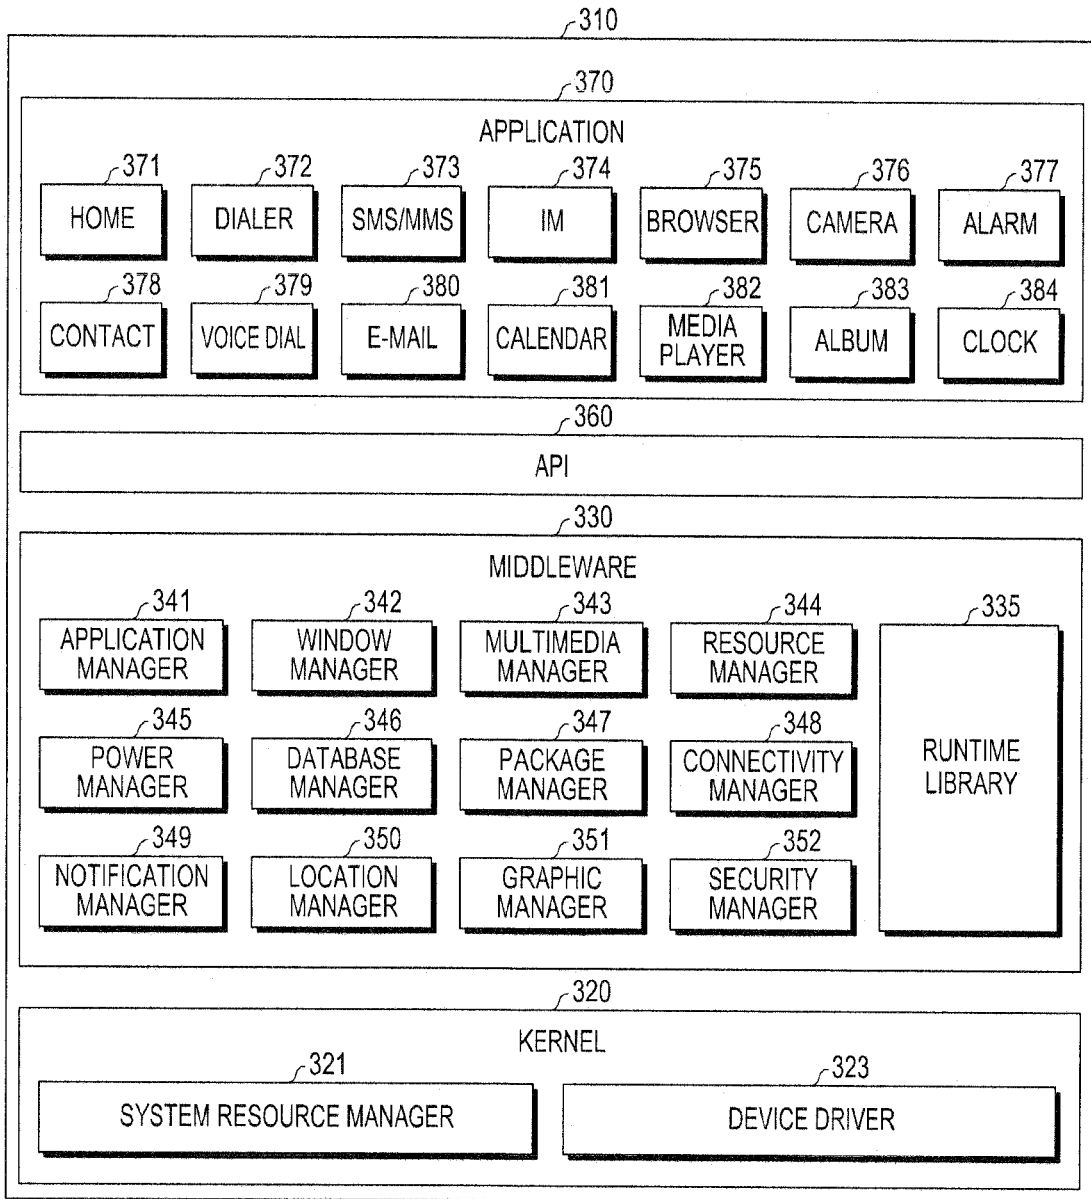 310
370
APPLICATION
371 372 373 374 375 376 377
HOME DIALER SMS/MMS IM BROWSER CAMERA ALARM
378 379 380 381 382 383 384
CONTACT VOICE DIAL E-MAIL CALENDAR MEDIA PLAYER ALBUM CLOCK
360
API
330
MIDDLEWARE
341 342 343 344 335
APPLICATION MANAGER WINDOW MANAGER MULTIMEDIA MANAGER RESOURCE MANAGER
345 346 347 348
POWER MANAGER DATABASE MANAGER PACKAGE MANAGER CONNECTIVITY MANAGER RUNTIME LIBRARY
349 350 351 352
NOTIFICATION MANAGER LOCATION MANAGER GRAPHIC MANAGER SECURITY MANAGER
320
KERNEL
321 323
SYSTEM RESOURCE MANAGER DEVICE DRIVER